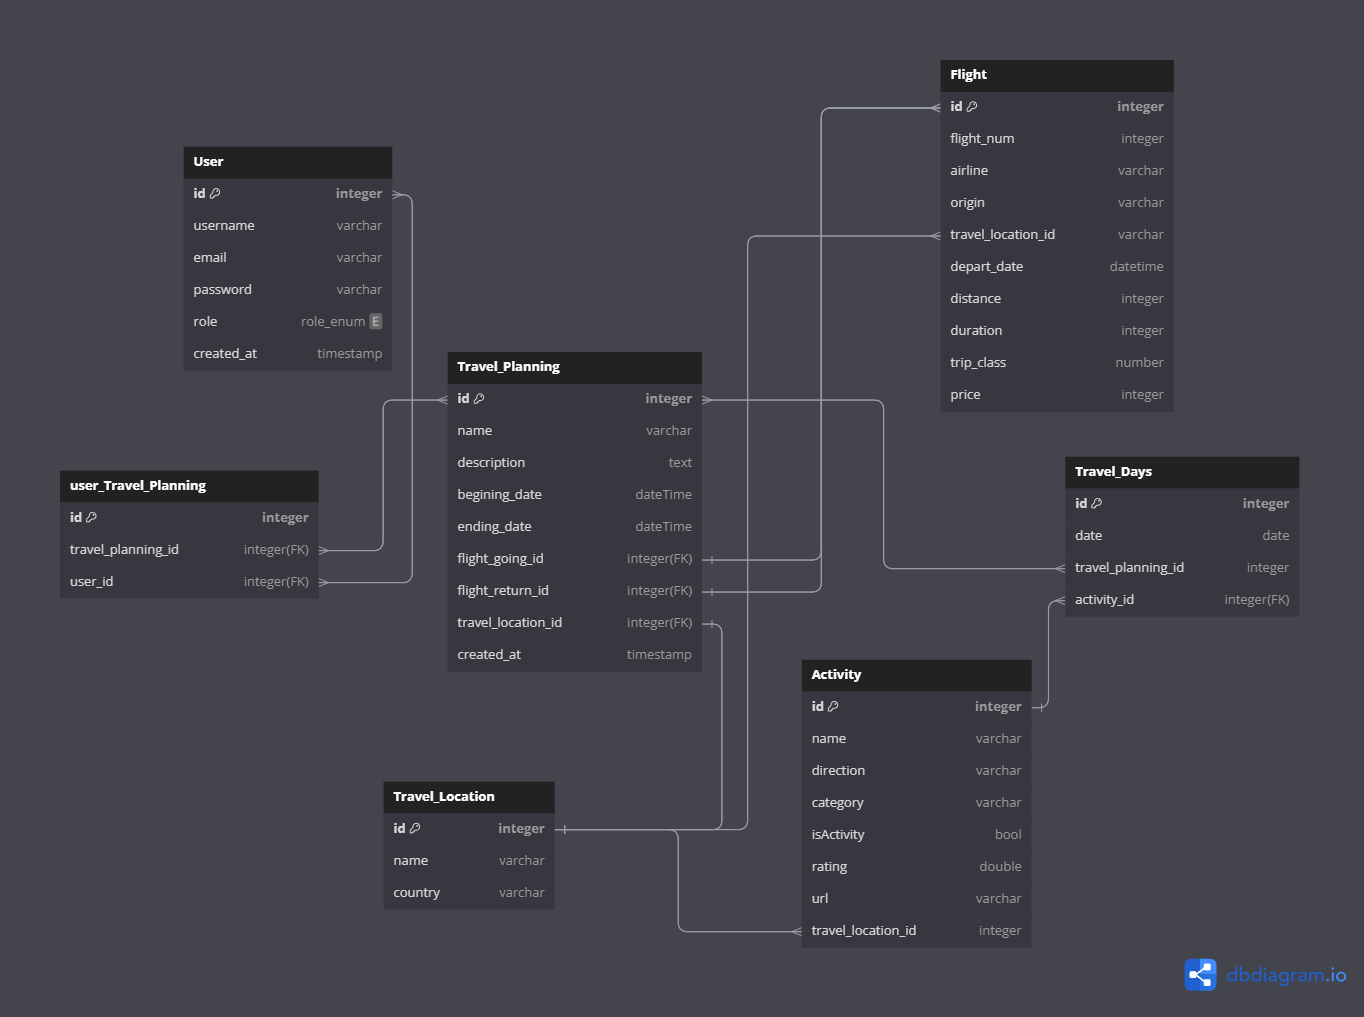 User
id integer
username varchar
email varchar
password varchar
role role_enum E
created_at timestamp
user_Travel_Planning
id integer
travel_planning_id integer(FK)
user_id integer(FK)
Travel_Planning
id integer
name varchar
description text
begining_date dateTime
ending_date dateTime
flight_going_id integer(FK)
flight_return_id integer(FK)
travel_location_id integer(FK)
created_at timestamp
Travel_Location
id integer
name varchar
country varchar
Flight
id integer
flight_num integer
airline varchar
origin varchar
travel_location_id varchar
depart_date datetime
distance integer
duration integer
trip_class number
price integer
Travel_Days
id integer
date date
travel_planning_id integer
activity_id integer(FK)
Activity
id integer
name varchar
direction varchar
category varchar
isActivity bool
rating double
url varchar
travel_location_id integer
dbdiagram.io